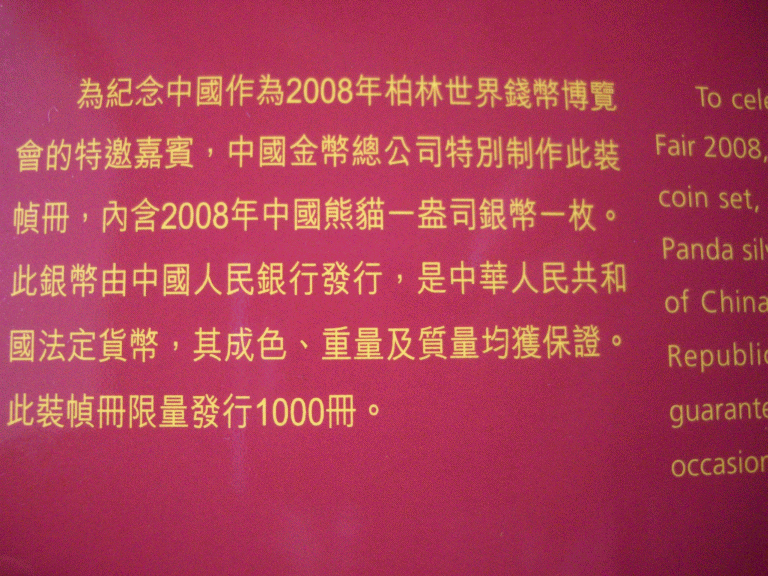 為紀念中國作為2008年柏林世界錢幣博覽
會的特邀嘉賓，中國金幣總公司特別制作此裝
幀冊，內含2008年中國熊貓一盎司銀幣一枚。
此銀幣由中國人民銀行發行，是中華人民共和
國法定貨幣，其成色、重量及質量均獲保證。
此裝幀冊限量發行1000冊。
To cele
Fair 2008,
coin set,
Panda silv
of China
Republic
guarante
occasion